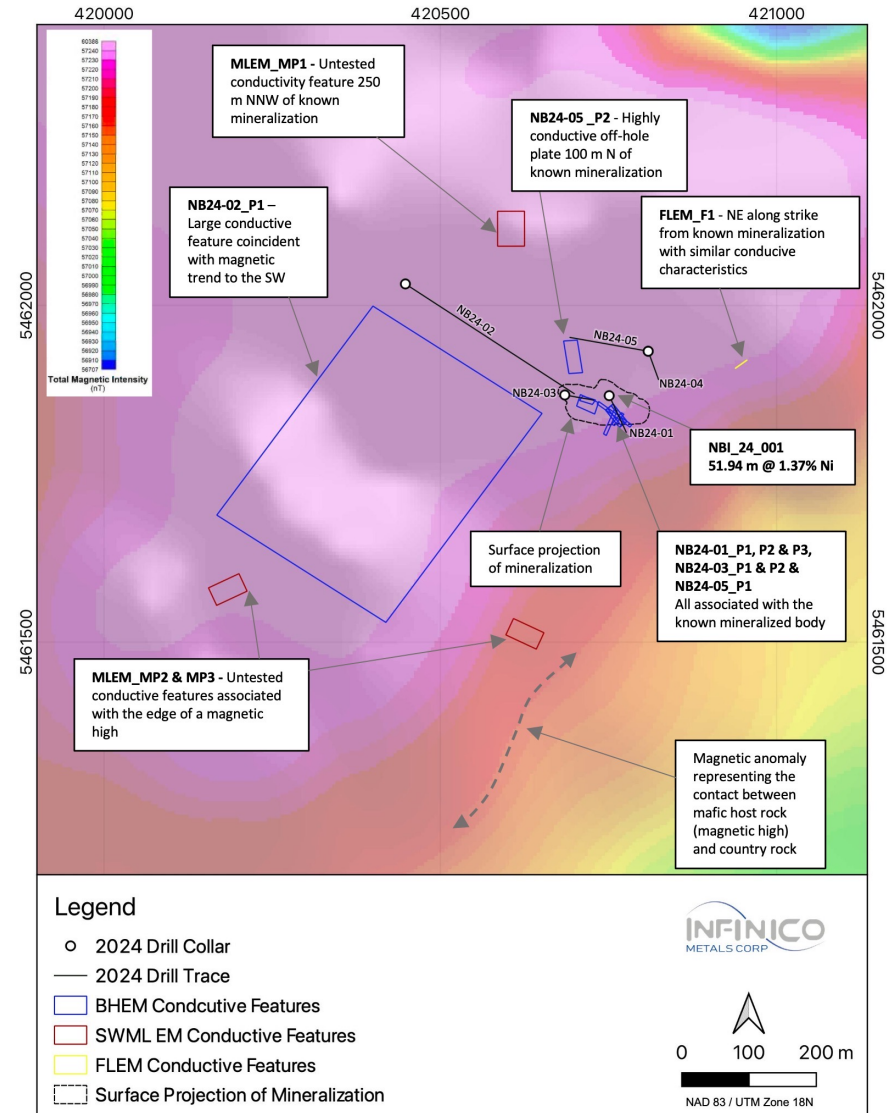 420000
420500
421000
5462000
5461500
5462000
5461500
60386
57240
57230
57220
57210
57200
57190
57180
57170
57160
57150
57140
57130
57120
57110
57100
57090
57080
57070
57060
57050
57040
57030
57020
57010
57000
56990
56980
56970
56960
56950
56940
56930
56920
56910
56707
Total Magnetic Intensity
(nT)
MLEM_MP1 - Untested
conductivity feature 250
m NNW of known
mineralization
NB24-05 _P2 - Highly
conductive off-hole
plate 100 m N of
known mineralization
NB24-02_P1 –
Large conductive
feature coincident
with magnetic
trend to the SW
FLEM_F1 - NE along strike
from known mineralization
with similar conducive
characteristics
NB24-02
NB24-05
NB24-04
NB24-03
NB24-01
NBI_24_001
51.94 m @ 1.37% Ni
Surface projection
of mineralization
NB24-01_P1, P2 & P3,
NB24-03_P1 & P2 &
NB24-05_P1
All associated with the
known mineralized body
MLEM_MP2 & MP3 - Untested
conductive features associated
with the edge of a magnetic
high
Magnetic anomaly
representing the
contact between
mafic host rock
(magnetic high)
and country rock
Legend
2024 Drill Collar
2024 Drill Trace
BHEM Condcutive Features
SWML EM Conductive Features
FLEM Conductive Features
Surface Projection of Mineralization
INFINICO
METALS CORP
0 100 200 m
NAD 83 / UTM Zone 18N